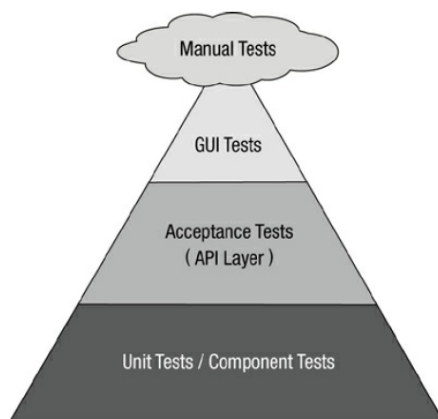 Manual Tests
GUI Tests
Acceptance Tests
( API Layer )
Unit Tests / Component Tests